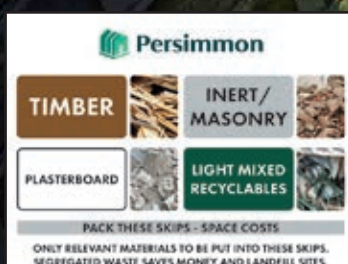 Persimmon
TIMBER
INERT/
MASONRY
PLASTERBOARD
LIGHT MIXED
RECYCLABLES
PACK THESE SKIPS - SPACE COSTS
ONLY RELEVANT MATERIALS TO BE PUT INTO THESE SKIPS.
SEGREGATED WASTE SAVES MONEY AND LANDFILL SITES.